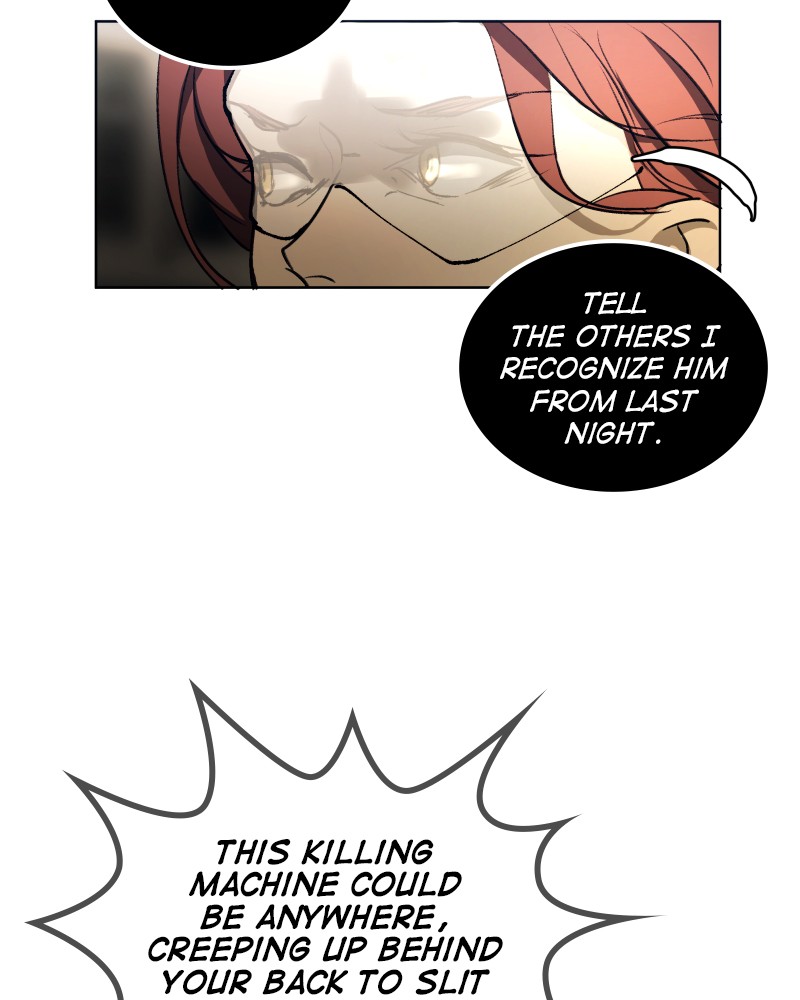 TELL
THE OTHERS I
RECOGNIZE HIM
FROM LAST
NIGHT.
THIS KILLING
MACHINE COULD
BE ANYWHERE,
CREEPING UP BEHIND
YOUR BACK TO SLIT